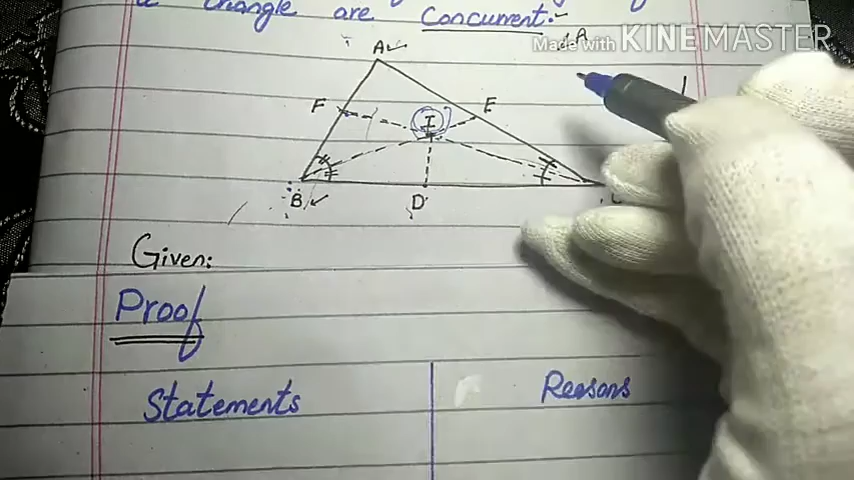 triangle are Concurrent.
∠A
Made with KINEMASTER
A
F
E
I
B
D
Given:
Proof
Statements
Reasons